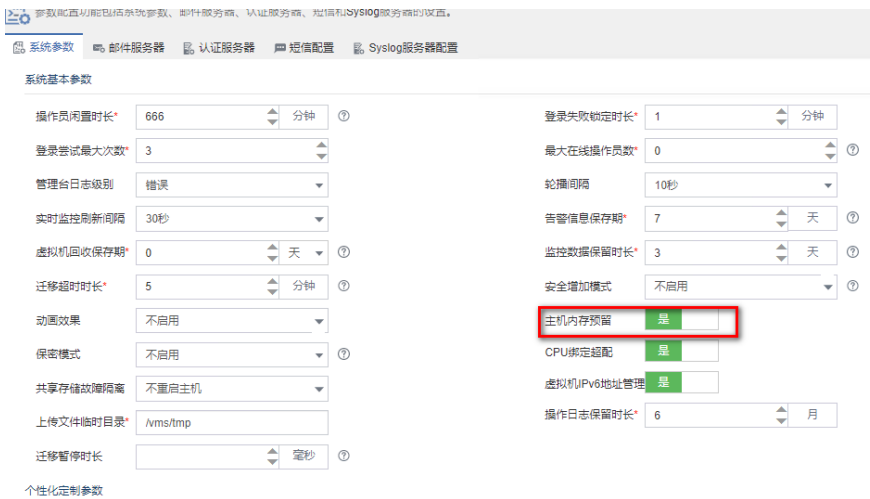 参数配置功能包括系统参数、邮件服务器、认证服务器、短信和Syslog服务器的设置。
系统参数 邮件服务器 认证服务器 短信配置 Syslog服务器配置
系统基本参数
操作员闲置时长* 666 分钟 登录失败锁定时长* 1 分钟
登录尝试最大次数* 3 最大在线操作员数* 0
管理台日志级别 错误 轮播间隔 10秒
实时监控刷新间隔 30秒 告警信息保存期* 7 天
虚拟机回收保存期* 0 天 监控数据保留时长* 3 天
迁移超时时长* 5 分钟 安全增加模式 不启用
动画效果 不启用 主机内存预留 是
保密模式 不启用 CPU绑定超配 是
共享存储故障隔离 不重启主机 虚拟机IPv6地址管理 是
上传文件临时目录* /vms/tmp 操作日志保留时长* 6 月
迁移暂停时长 毫秒
个性化定制参数